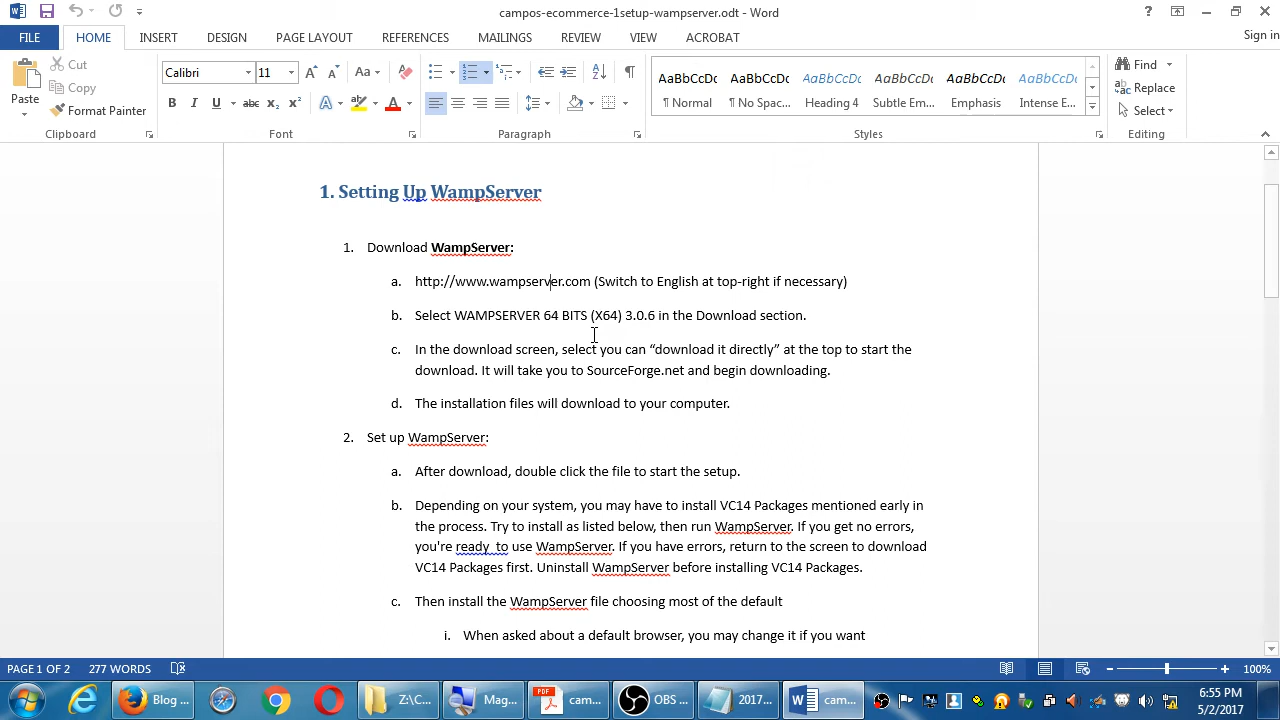 campos-ecommerce-1setup-wampserver.odt - Word
FILE HOME INSERT DESIGN PAGE LAYOUT REFERENCES MAILINGS REVIEW VIEW ACROBAT Sign in
Paste Cut Copy Format Painter
Calibri 11
AaBbCcDc AaBbCcDc AaBbCcDc AaBbCcDc AaBbCcDc AaBbCcDc
¶ Normal ¶ No Spac... Heading Subtle Em... Emphasis Intense E...
Find Replace Select
Clipboard Font Paragraph Styles Editing
1. Setting Up WampServer
1. Download WampServer:
a. http://www.wampserver.com (Switch to English at top-right if necessary)
b. Select WAMPSERVER 64 BITS (X64) 3.0.6 in the Download section.
c. In the download screen, select you can “download it directly” at the top to start the
download. It will take you to SourceForge.net and begin downloading.
d. The installation files will download to your computer.
2. Set up WampServer:
a. After download, double click the file to start the setup.
b. Depending on your system, you may have to install VC14 Packages mentioned early in
the process. Try to install as listed below, then run WampServer. If you get no errors,
you're ready to use WampServer. If you have errors, return to the screen to download
VC14 Packages first. Uninstall WampServer before installing VC14 Packages.
c. Then install the WampServer file choosing most of the default
i. When asked about a default browser, you may change it if you want
PAGE 1 OF 2 277 WORDS 100%
Blog ... Z:\C... Mag... cam... OBS ... 2017... cam... 6:55 PM
5/2/2017